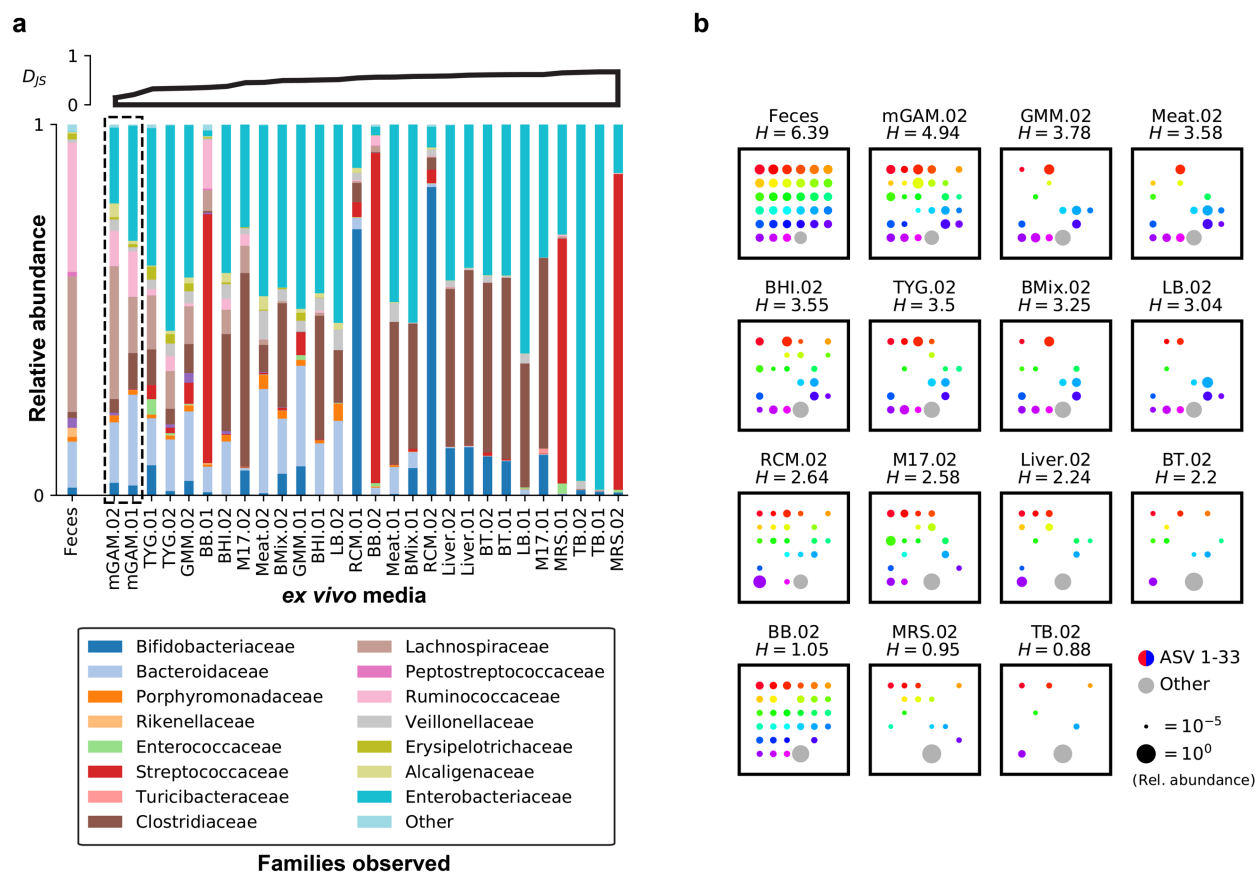 a
D_JS
1
0
1
0
Relative abundance
Feces
mGAM.02
mGAM.01
TYG.01
TYG.02
GMM.02
BB.01
BHI.02
M17.02
Meat.02
BMix.02
GMM.01
BHI.01
LB.02
RCM.01
BB.02
Meat.01
BMix.01
RCM.02
Liver.02
Liver.01
BT.02
BT.01
LB.01
M17.01
MRS.01
TB.02
TB.01
MRS.02
ex vivo media
Bifidobacteriaceae
Bacteroidaceae
Porphyromonadaceae
Rikenellaceae
Enterococcaceae
Streptococcaceae
Turicibacteraceae
Clostridiaceae
Lachnospiraceae
Peptostreptococcaceae
Ruminococcaceae
Veillonellaceae
Erysipelotrichaceae
Alcaligenaceae
Enterobacteriaceae
Other
Families observed
b
Feces
H = 6.39
mGAM.02
H = 4.94
GMM.02
H = 3.78
Meat.02
H = 3.58
BHI.02
H = 3.55
TYG.02
H = 3.5
BMix.02
H = 3.25
LB.02
H = 3.04
RCM.02
H = 2.64
M17.02
H = 2.58
Liver.02
H = 2.24
BT.02
H = 2.2
BB.02
H = 1.05
MRS.02
H = 0.95
TB.02
H = 0.88
ASV 1-33
Other
= 10⁻⁵
= 10⁰
(Rel. abundance)